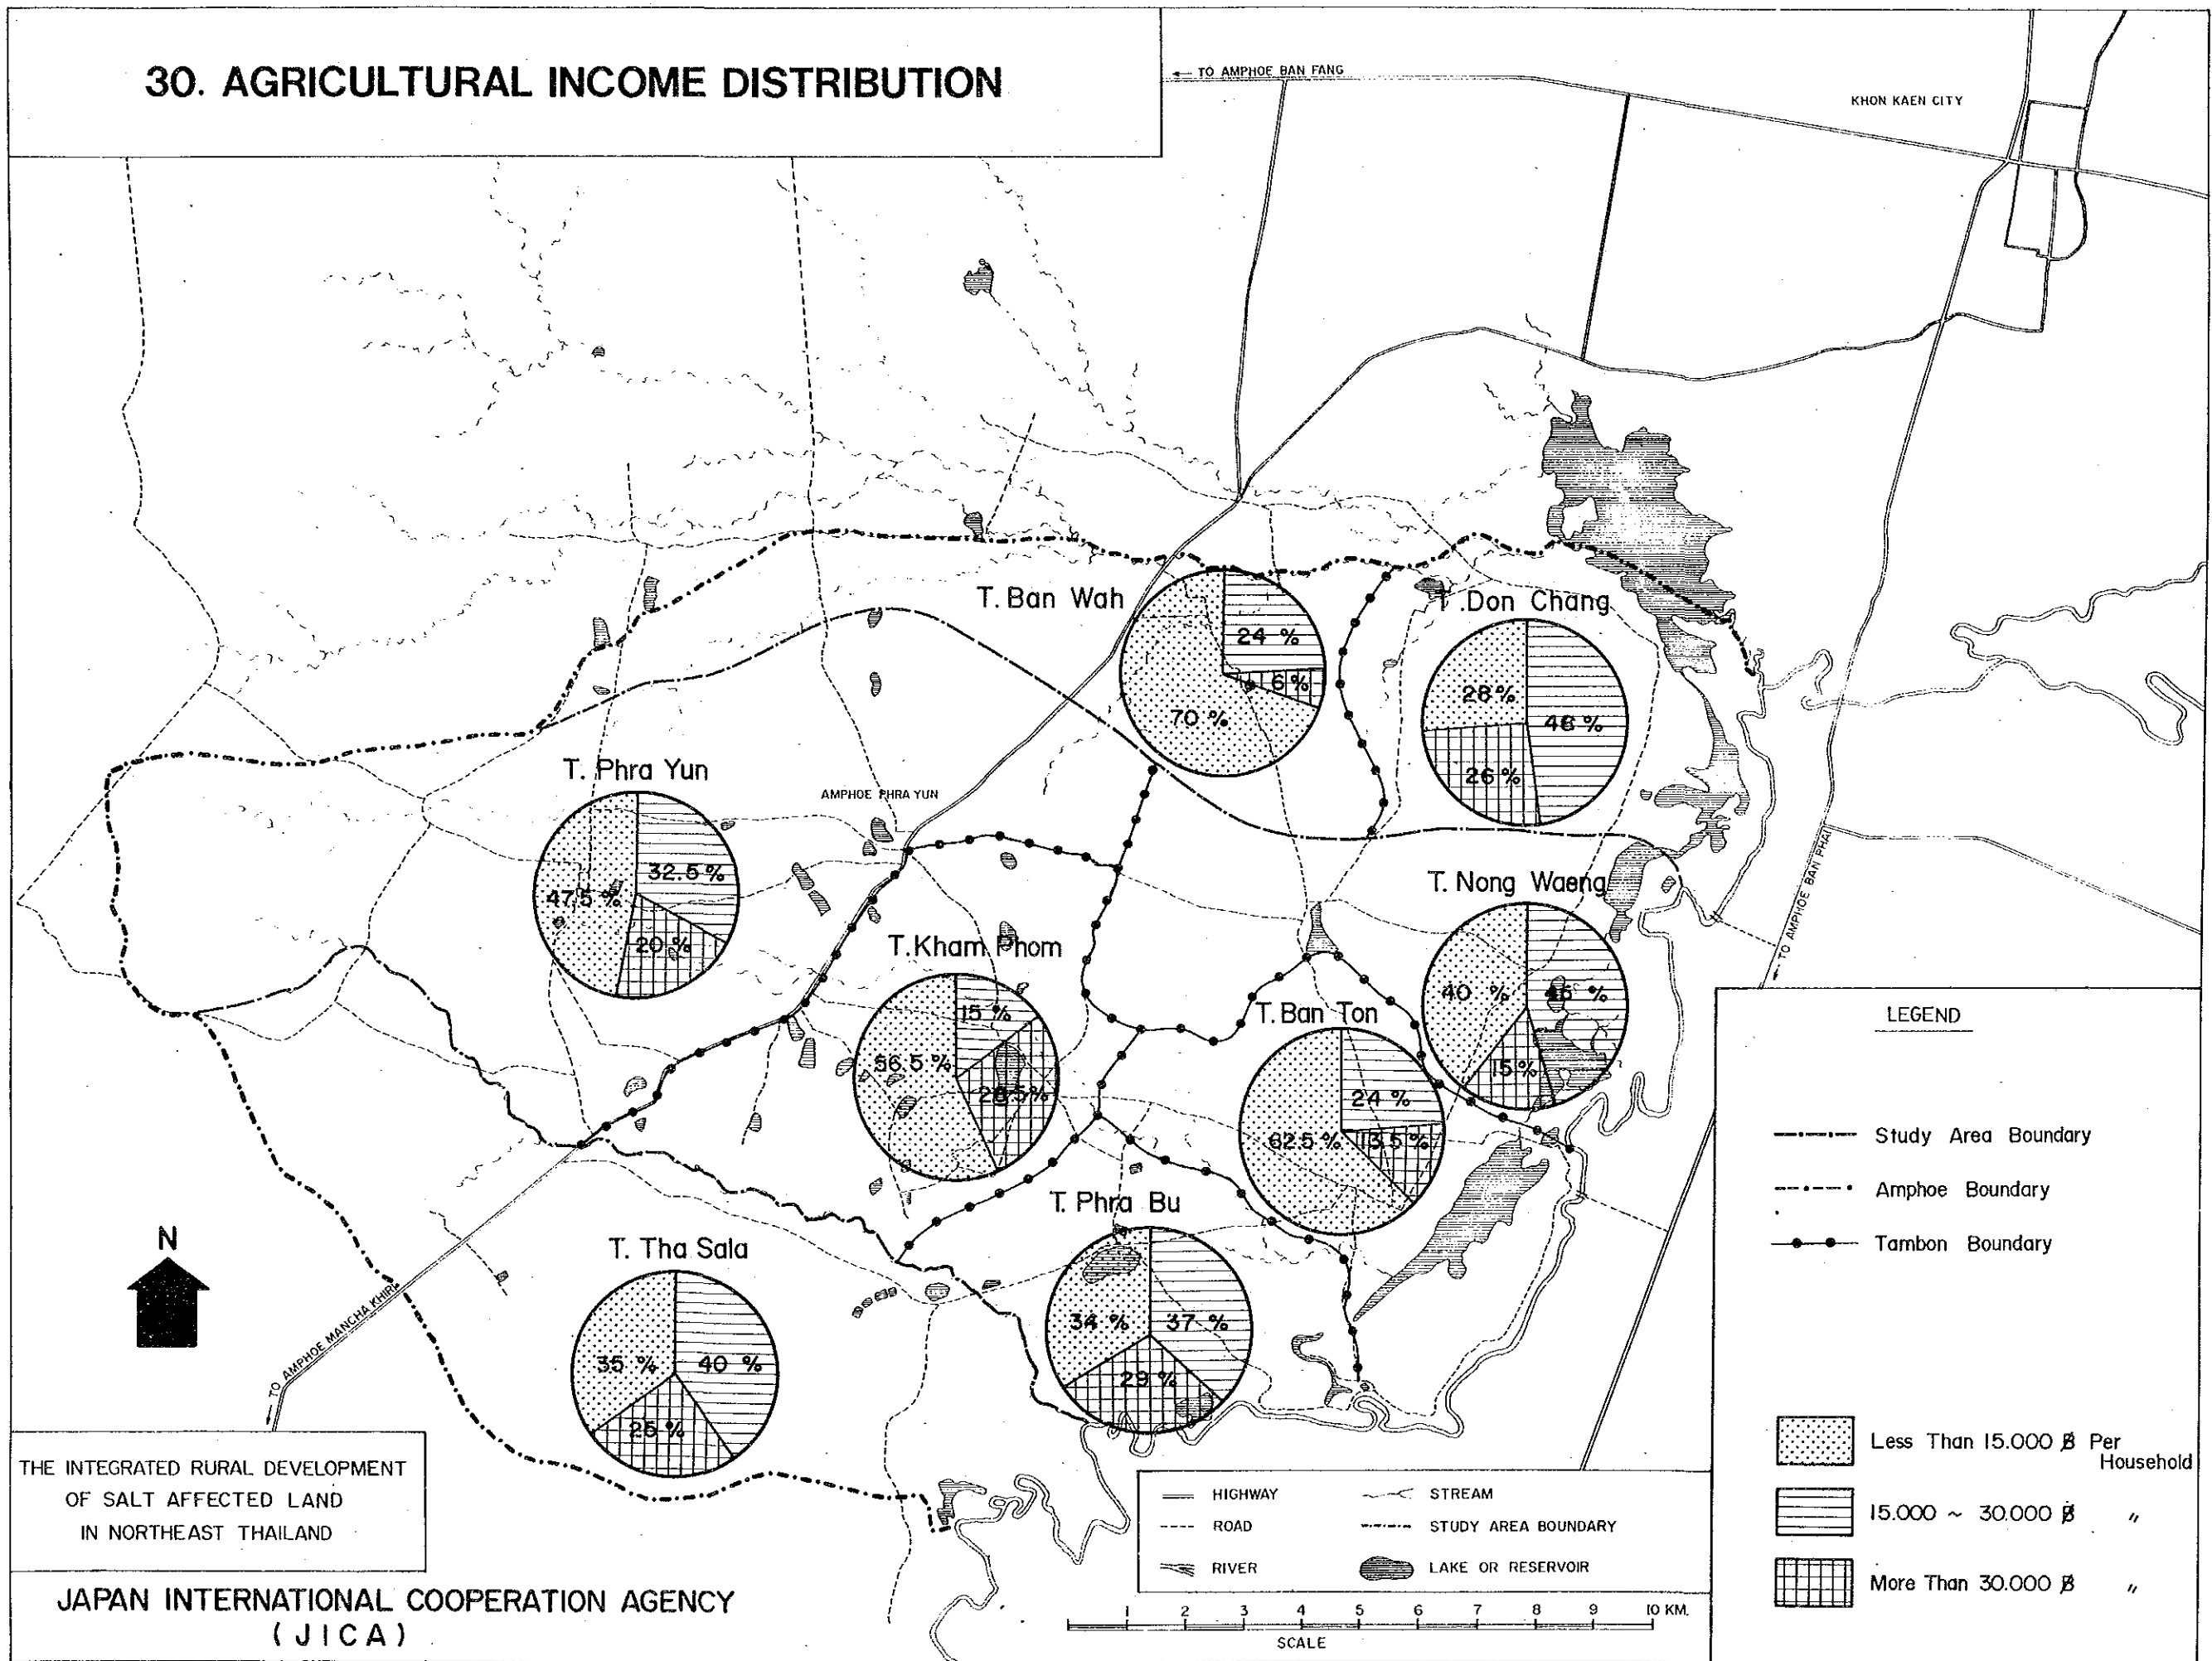 30. AGRICULTURAL INCOME DISTRIBUTION
← TO AMPHOE BAN FANG
KHON KAEN CITY
T. Ban Wah
24 %
6 %
70 %
T. Don Chang
28 %
46 %
26 %
T. Phra Yun
32.5 %
47.5 %
20 %
AMPHOE PHRA YUN
T. Nong Waeng
40 %
45 %
15 %
T. Kham Phom
15 %
56.5 %
28.5 %
T. Ban Ton
24 %
62.5 %
13.5 %
T. Phra Bu
34 %
37 %
29 %
T. Tha Sala
35 %
40 %
25 %
← TO AMPHOE BAN PHAI
← TO AMPHOE MANCHA KHIRI
N
LEGEND
Study Area Boundary
Amphoe Boundary
Tambon Boundary
Less Than 15.000 ฿ Per
Household
15.000 ~ 30.000 ฿ 〃
More Than 30.000 ฿ 〃
THE INTEGRATED RURAL DEVELOPMENT
OF SALT AFFECTED LAND
IN NORTHEAST THAILAND
JAPAN INTERNATIONAL COOPERATION AGENCY
( JICA )
HIGHWAY
STREAM
ROAD
STUDY AREA BOUNDARY
RIVER
LAKE OR RESERVOIR
1 2 3 4 5 6 7 8 9 10 KM.
SCALE